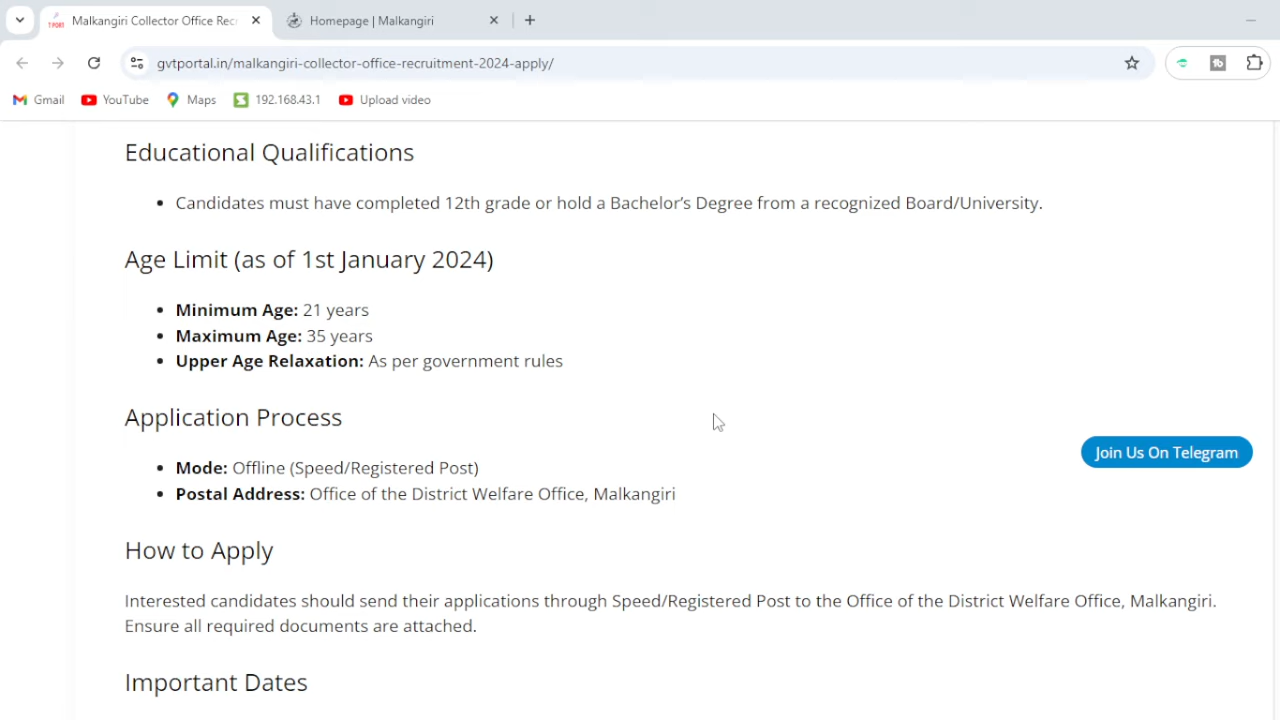 Malkangiri Collector Office Rec
Homepage | Malkangiri
gvtportal.in/malkangiri-collector-office-recruitment-2024-apply/
Gmail
YouTube
Maps
192.168.43.1
Upload video
Educational Qualifications
• Candidates must have completed 12th grade or hold a Bachelor’s Degree from a recognized Board/University.
Age Limit (as of 1st January 2024)
• Minimum Age: 21 years
• Maximum Age: 35 years
• Upper Age Relaxation: As per government rules
Application Process
• Mode: Offline (Speed/Registered Post)
Join Us On Telegram
• Postal Address: Office of the District Welfare Office, Malkangiri
How to Apply
Interested candidates should send their applications through Speed/Registered Post to the Office of the District Welfare Office, Malkangiri.
Ensure all required documents are attached.
Important Dates